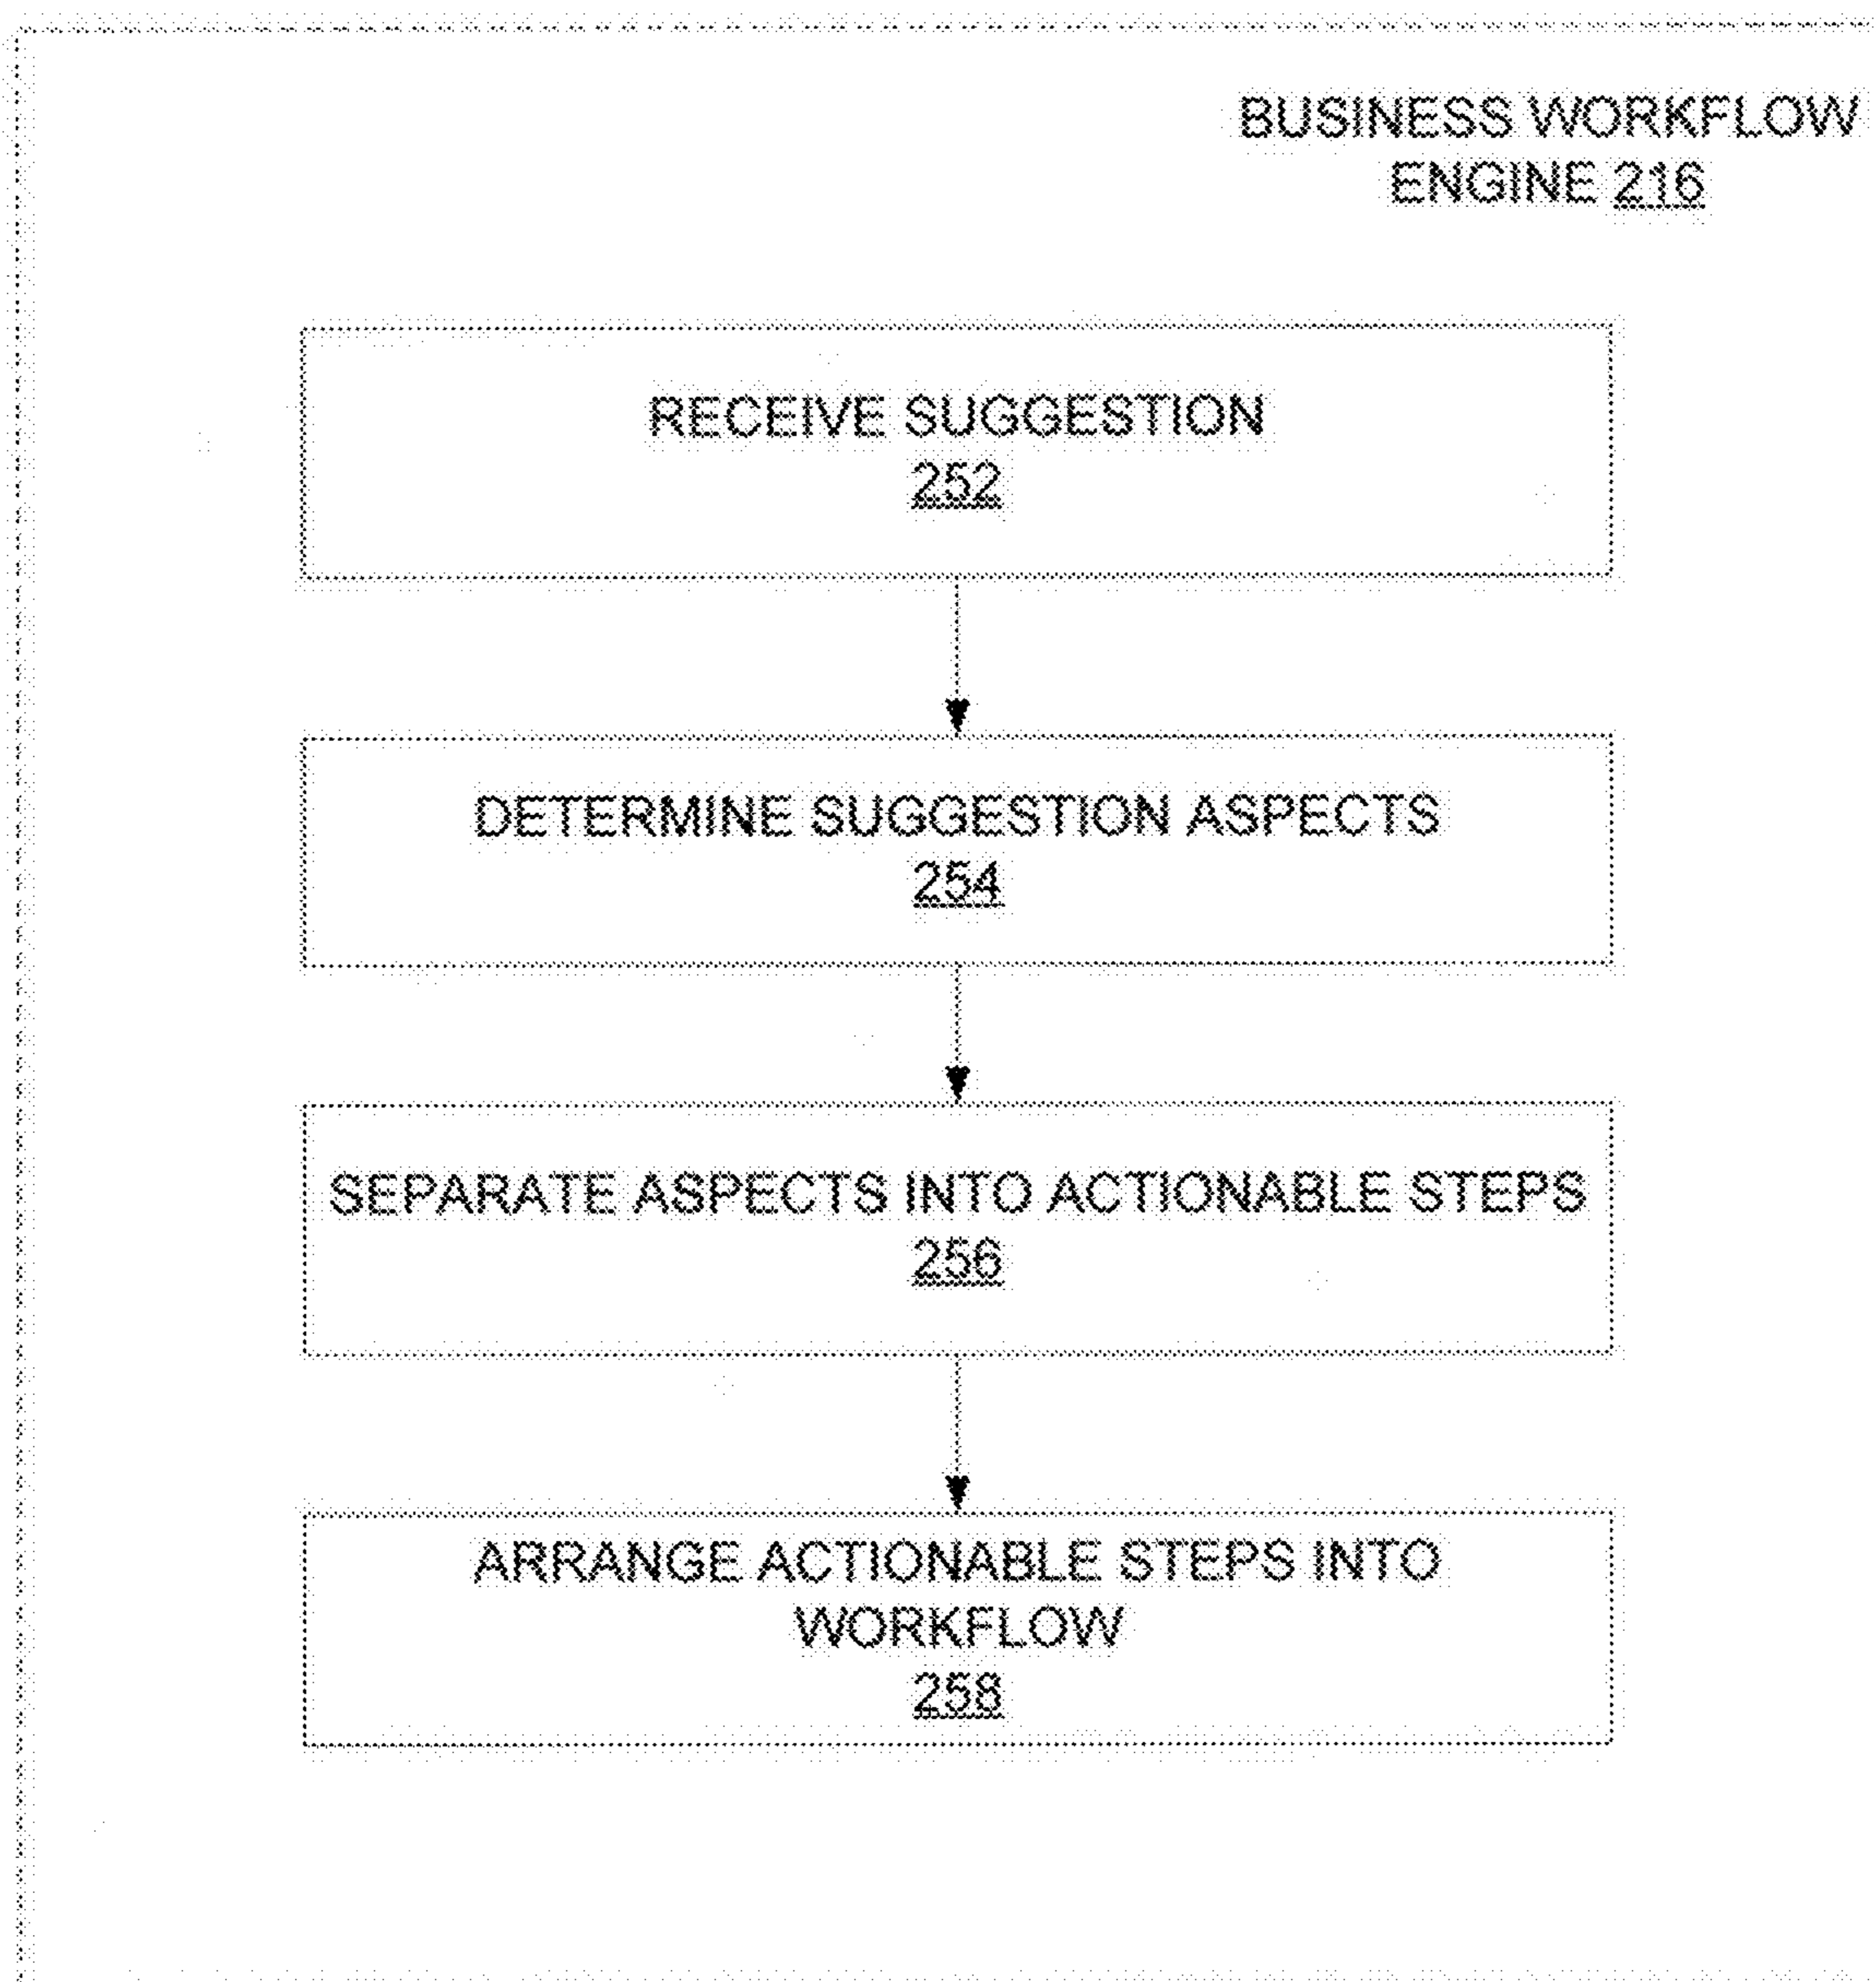 BUSINESS WORKFLOW
ENGINE 216
RECEIVE SUGGESTION
252
DETERMINE SUGGESTION ASPECTS
254
SEPARATE ASPECTS INTO ACTIONABLE STEPS
256
ARRANGE ACTIONABLE STEPS INTO
WORKFLOW
258